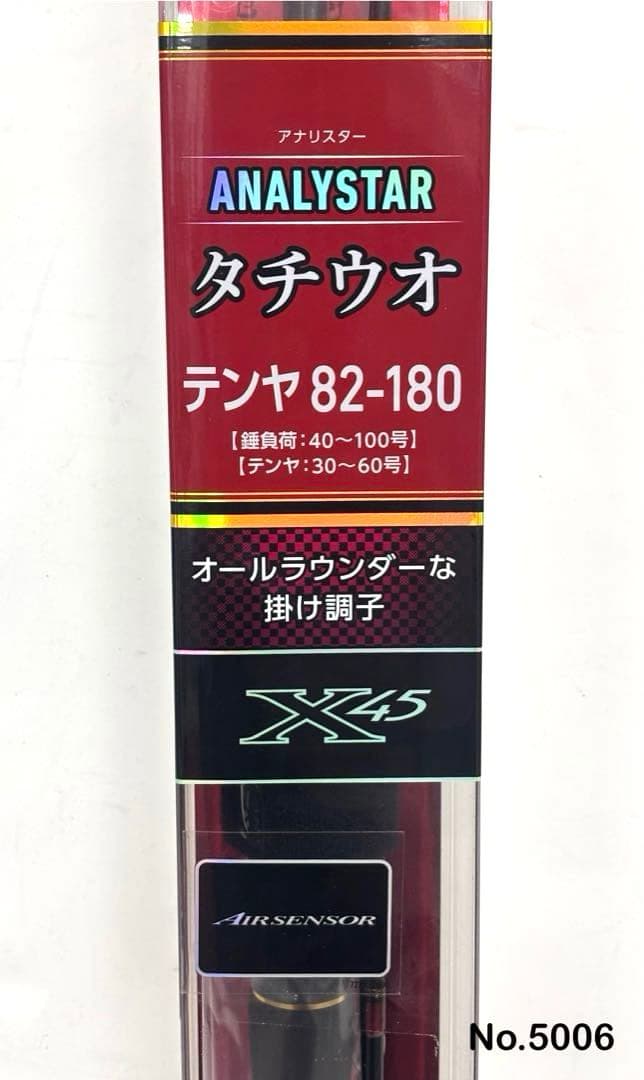 アナリスター
ANALYSTAR
タチウオ
テンヤ 82-180
【錘負荷：40～100号】
【テンヤ：30～60号】
オールラウンダーな
掛け調子
X45
AIRSENSOR
No.5006